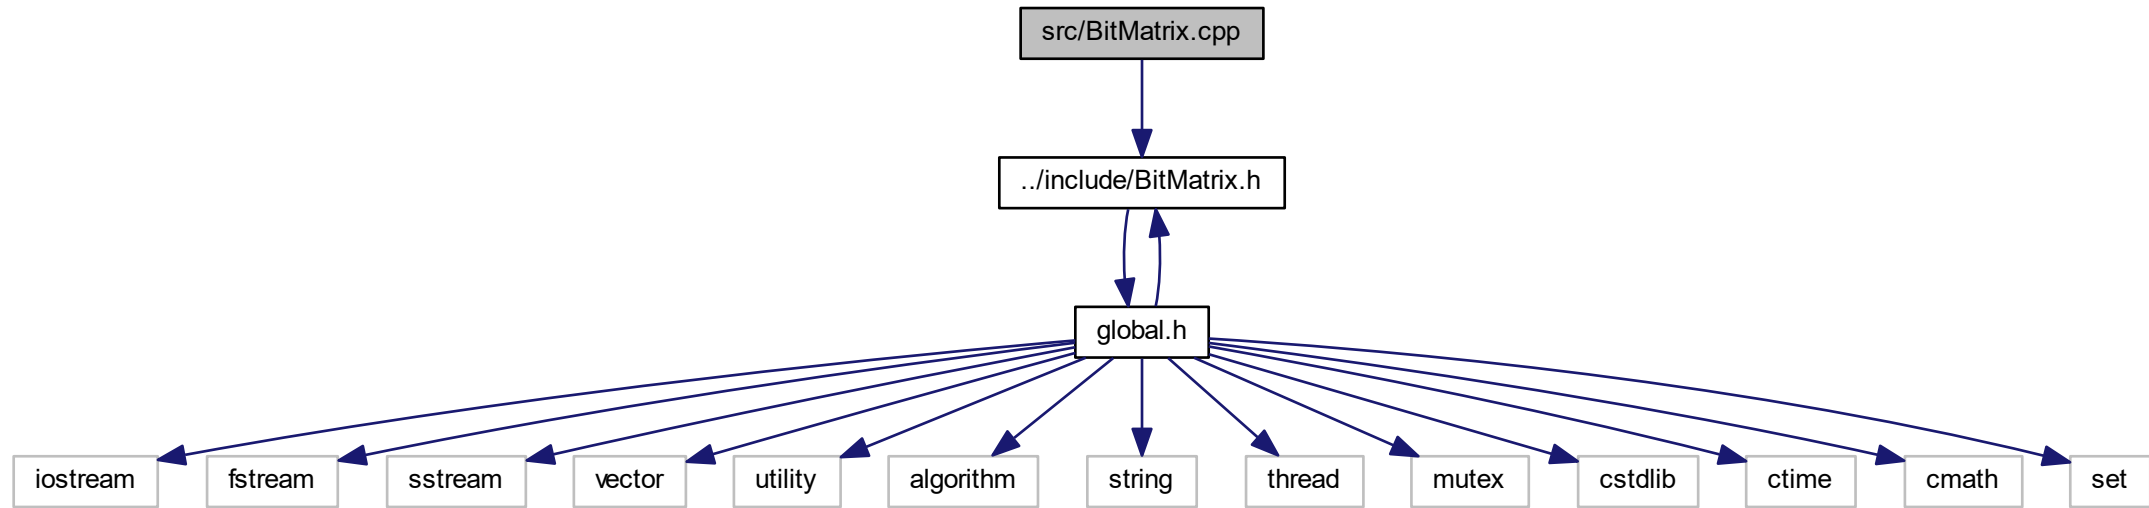 src/BitMatrix.cpp
../include/BitMatrix.h
global.h
iostream
fstream
sstream
vector
utility
algorithm
string
thread
mutex
cstdlib
ctime
cmath
set